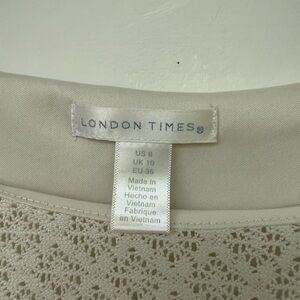 LONDON TIMES®
US 6
UK 10
EU 36
Made in
Vietnam
Hecho en
Vietnam
Fabrique
en Vietnam